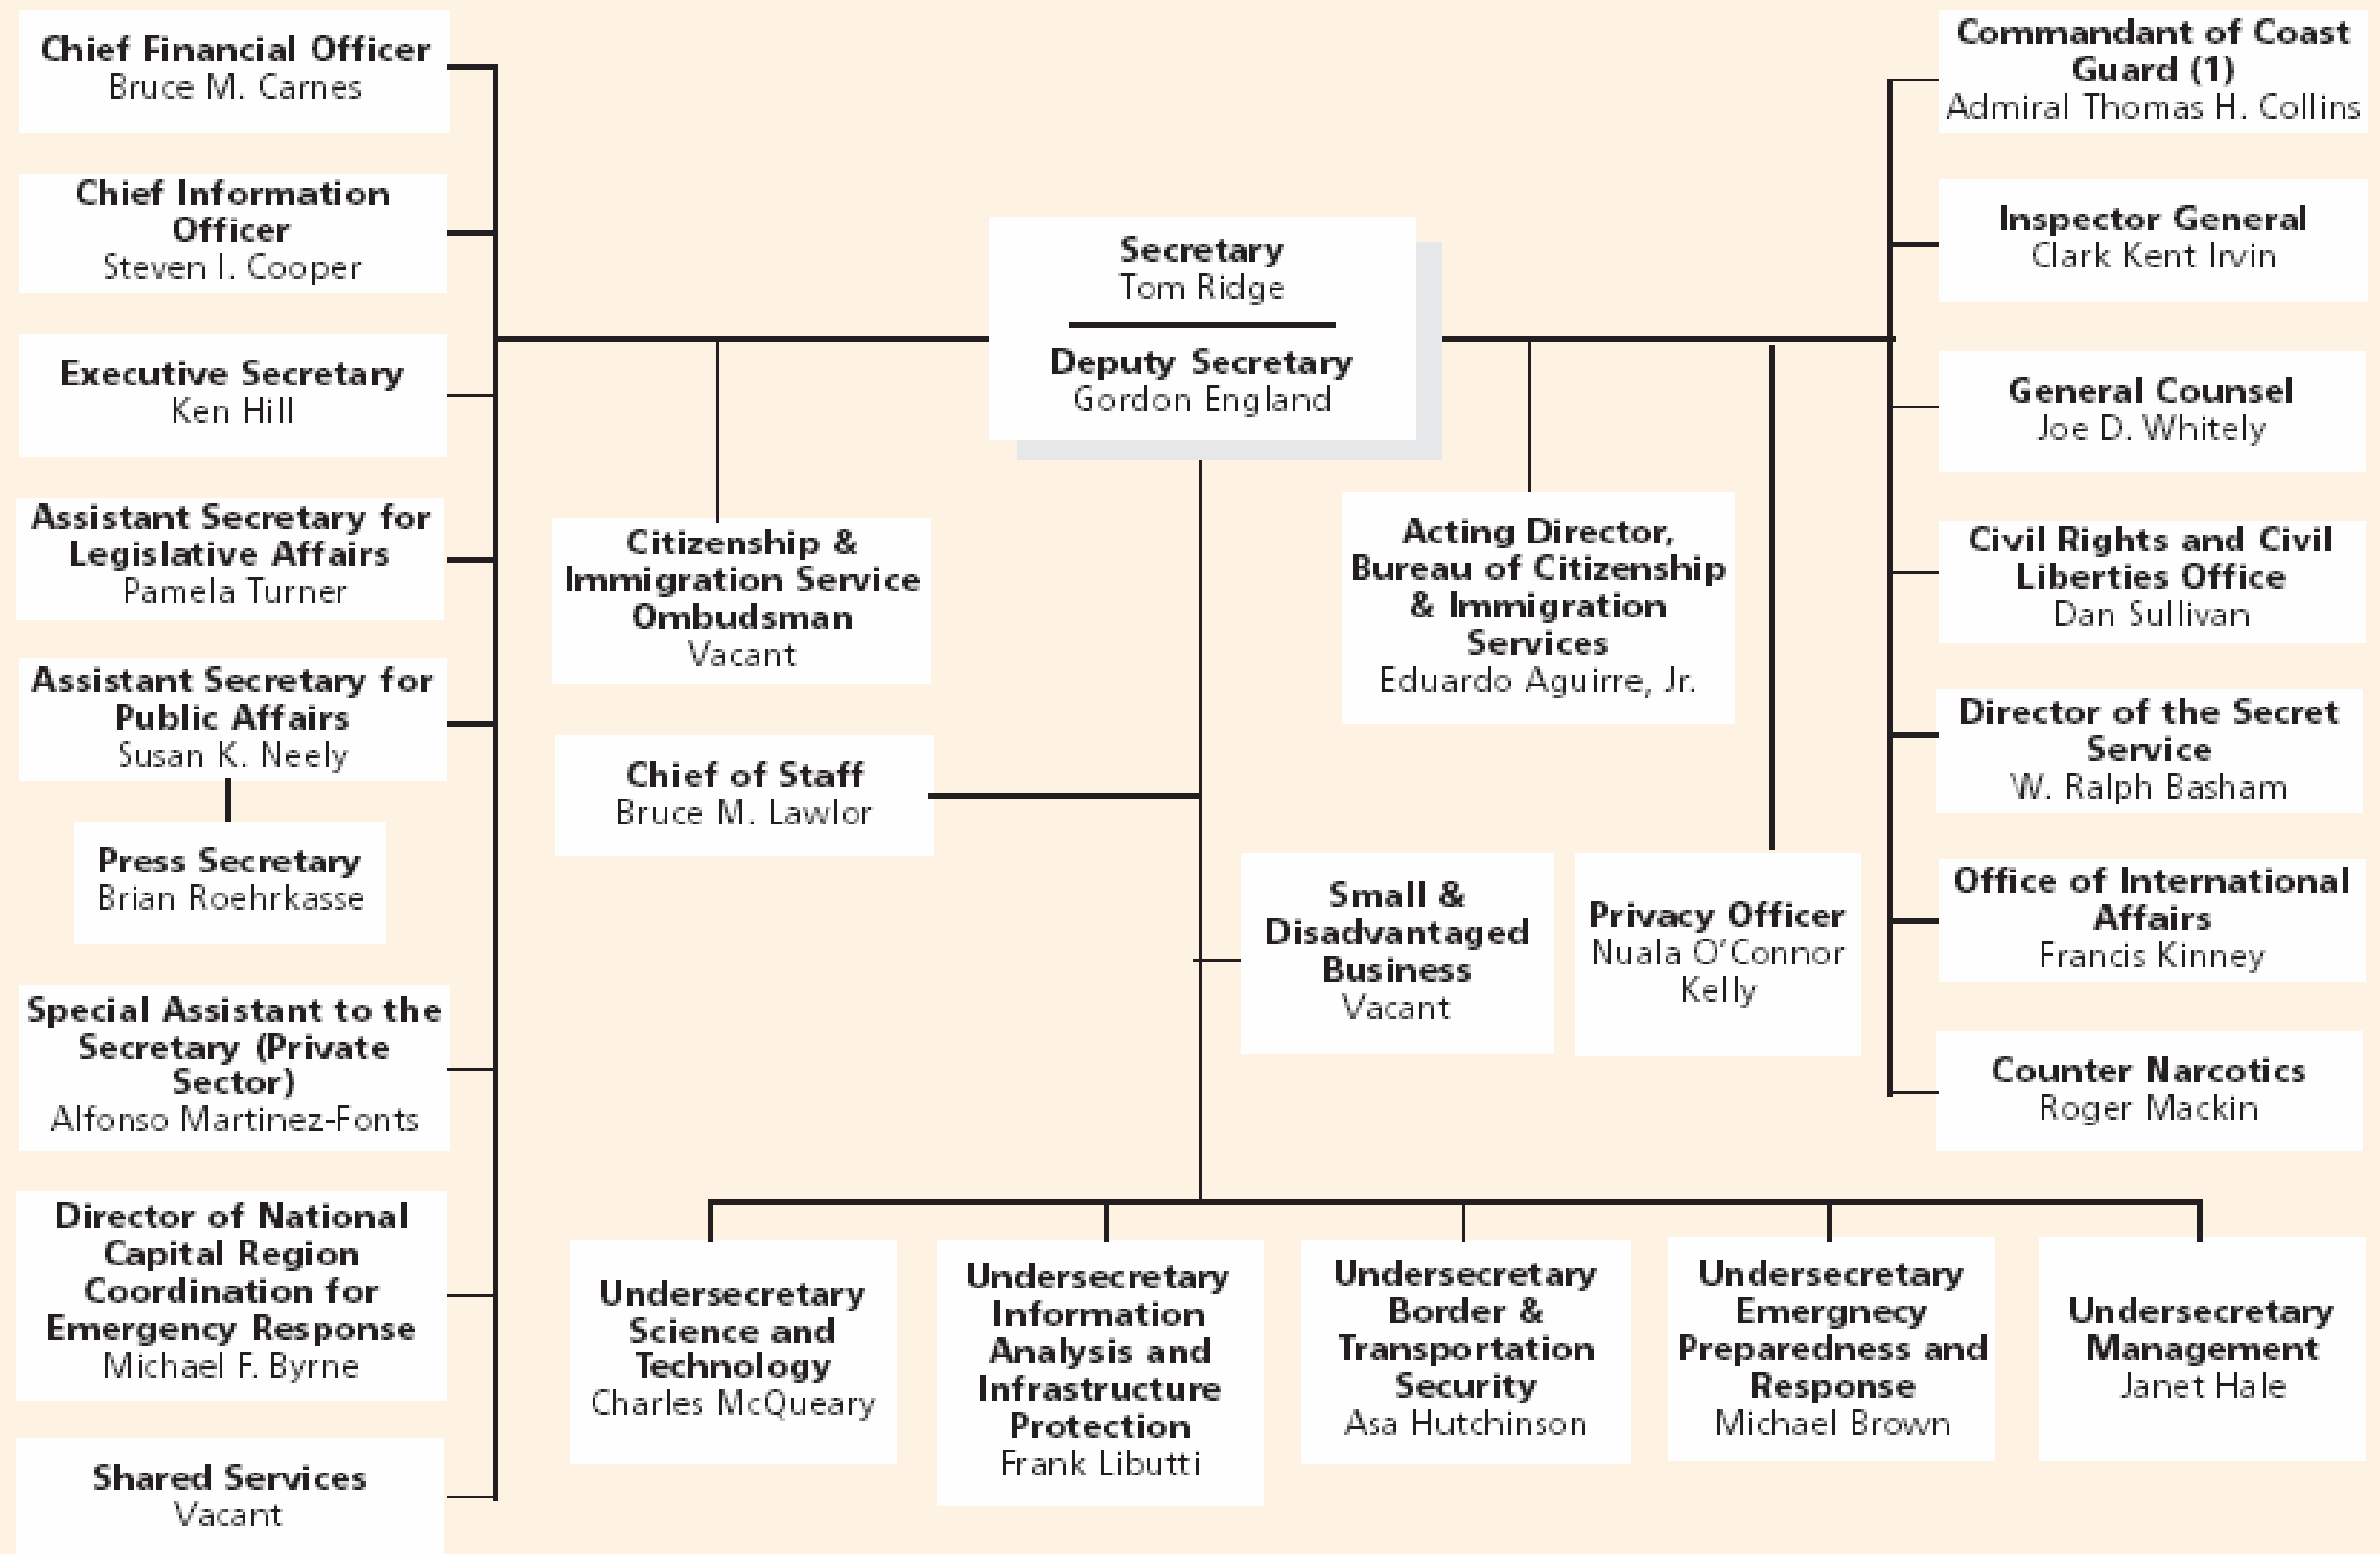 Chief Financial Officer
Bruce M. Carnes
Chief Information
Officer
Steven I. Cooper
Executive Secretary
Ken Hill
Assistant Secretary for
Legislative Affairs
Pamela Turner
Assistant Secretary for
Public Affairs
Susan K. Neely
Press Secretary
Brian Roehrkasse
Special Assistant to the
Secretary (Private
Sector)
Alfonso Martinez-Fonts
Director of National
Capital Region
Coordination for
Emergency Response
Michael F. Byrne
Shared Services
Vacant
Secretary
Tom Ridge
Deputy Secretary
Gordon England
Citizenship &
Immigration Service
Ombudsman
Vacant
Chief of Staff
Bruce M. Lawlor
Acting Director,
Bureau of Citizenship
& Immigration
Services
Eduardo Aguirre, Jr.
Small &
Disadvantaged
Business
Vacant
Privacy Officer
Nuala O'Connor
Kelly
Commandant of Coast
Guard (1)
Admiral Thomas H. Collins
Inspector General
Clark Kent Irvin
General Counsel
Joe D. Whitely
Civil Rights and Civil
Liberties Office
Dan Sullivan
Director of the Secret
Service
W. Ralph Basham
Office of International
Affairs
Francis Kinney
Counter Narcotics
Roger Mackin
Undersecretary
Science and
Technology
Charles McQueary
Undersecretary
Information
Analysis and
Infrastructure
Protection
Frank Libutti
Undersecretary
Border &
Transportation
Security
Asa Hutchinson
Undersecretary
Emergnecy
Preparedness and
Response
Michael Brown
Undersecretary
Management
Janet Hale